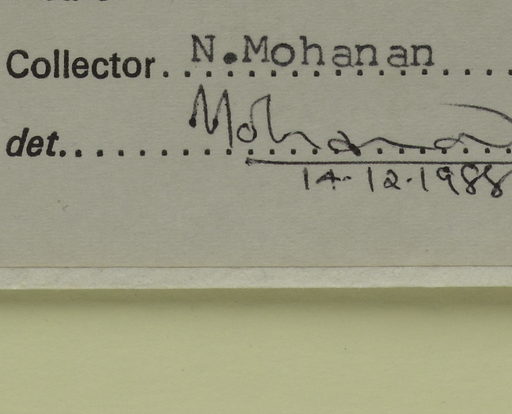 Collector. N.Mohanan
det. Mohanan
14-12-1988